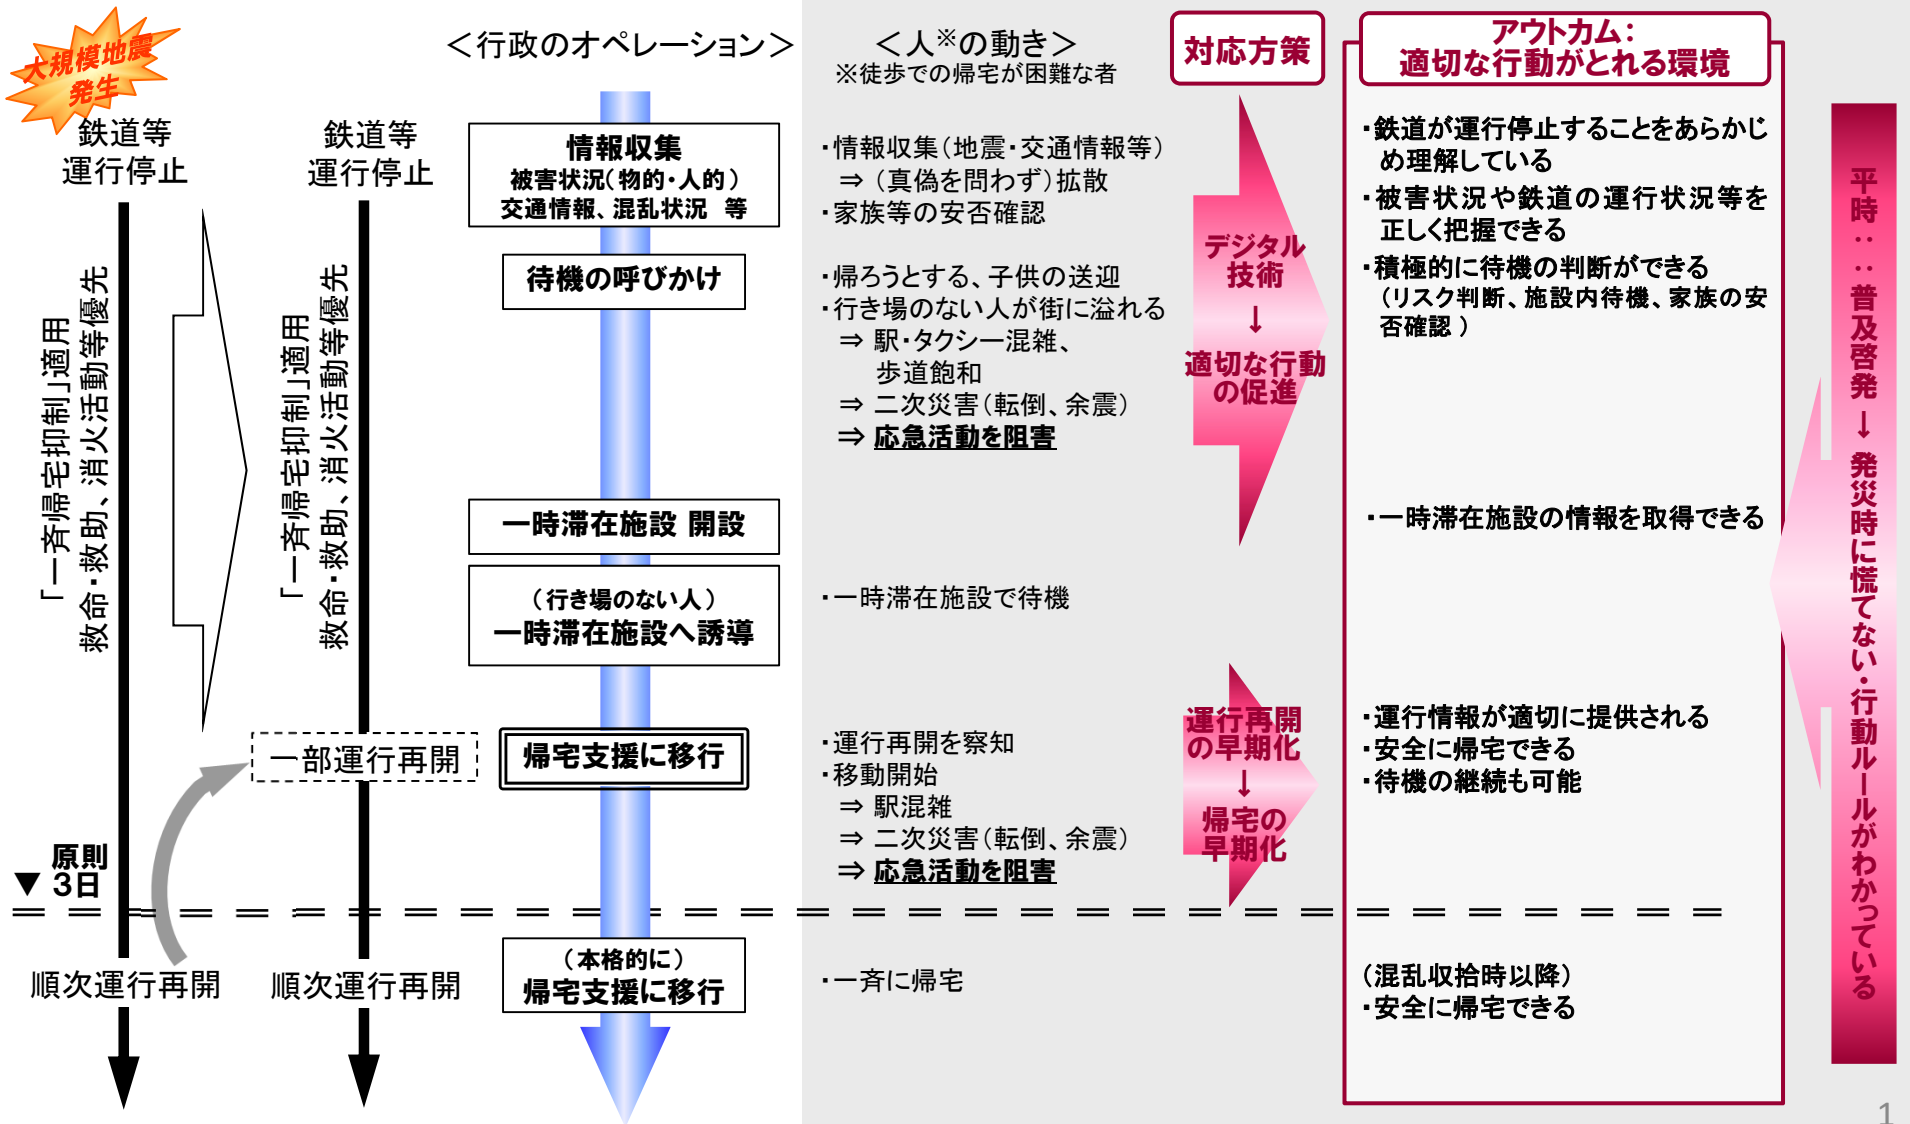 大規模地震
発生
鉄道等
運行停止
「一斉帰宅抑制」適用
救命・救助、消火活動等優先
▼
原則
3日
順次運行再開
鉄道等
運行停止
「一斉帰宅抑制」適用
救命・救助、消火活動等優先
一部運行再開
順次運行再開
＜行政のオペレーション＞
情報収集
被害状況(物的・人的)
交通情報、混乱状況 等
待機の呼びかけ
一時滞在施設 開設
(行き場のない人)
一時滞在施設へ誘導
帰宅支援に移行
(本格的に)
帰宅支援に移行
＜人※の動き＞
※徒歩での帰宅が困難な者
・情報収集(地震・交通情報等)
⇒ (真偽を問わず)拡散
・家族等の安否確認
・帰ろうとする、子供の送迎
・行き場のない人が街に溢れる
⇒ 駅・タクシー混雑、
歩道飽和
⇒ 二次災害(転倒、余震)
⇒ 応急活動を阻害
・一時滞在施設で待機
・運行再開を察知
・移動開始
⇒ 駅混雑
⇒ 二次災害(転倒、余震)
⇒ 応急活動を阻害
・一斉に帰宅
対応方策
デジタル
技術
↓
適切な行動
の促進
運行再開
の早期化
↓
帰宅の
早期化
アウトカム：
適切な行動がとれる環境
・鉄道が運行停止することをあらかじ
め理解している
・被害状況や鉄道の運行状況等を
正しく把握できる
・積極的に待機の判断ができる
(リスク判断、施設内待機、家族の安
否確認 )
・一時滞在施設の情報を取得できる
・運行情報が適切に提供される
・安全に帰宅できる
・待機の継続も可能
(混乱収拾時以降)
・安全に帰宅できる
平時‥‥普及啓発→発災時に慌てない・行動ルールがわかっている
1